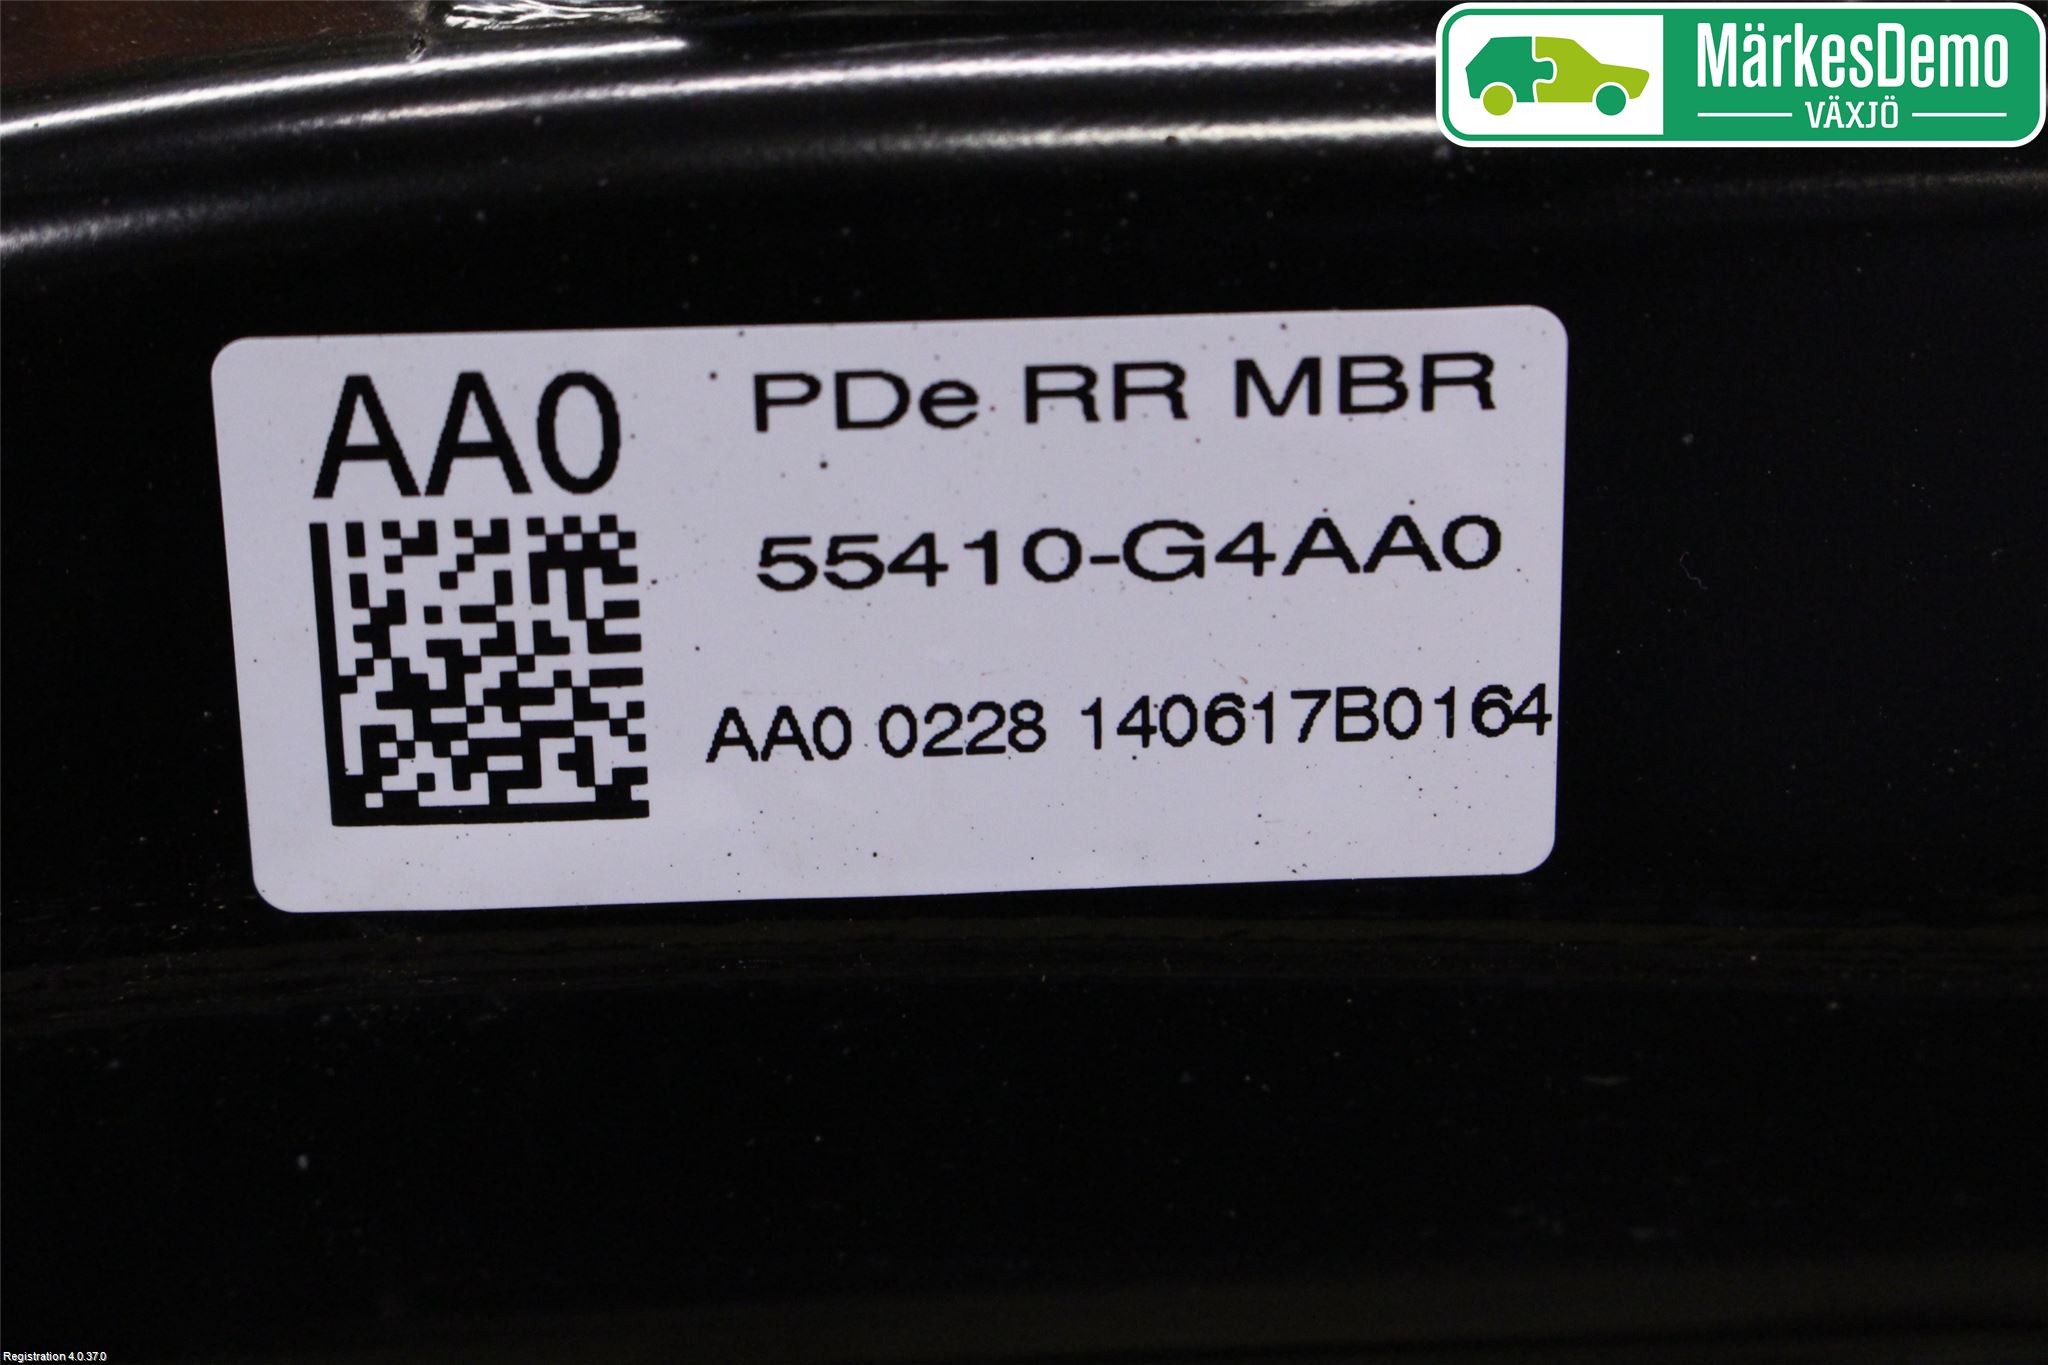 MärkesDemo
VÄXJÖ
AA0
PDe RR MBR
55410-G4AA0
AA0 0228 140617B0164
Registration 4.0.37.0